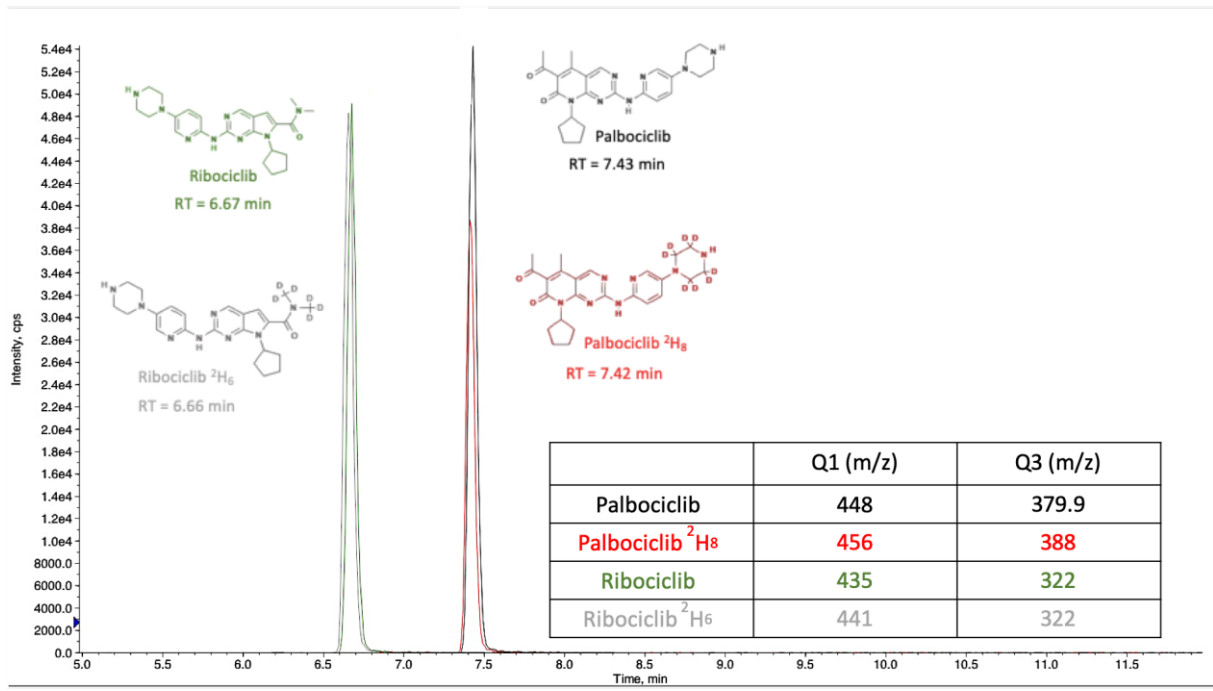 5.4e4
5.2e4
5.0e4
4.8e4
4.6e4
4.4e4
4.2e4
4.0e4
3.8e4
3.6e4
3.4e4
3.2e4
3.0e4
2.8e4
2.6e4
2.4e4
2.2e4
2.0e4
1.8e4
1.6e4
1.4e4
1.2e4
1.0e4
8000.0
6000.0
4000.0
2000.0
0.0
Intensity, cps
H
N
N
N
N
H
N
N
N
N
O
Ribociclib
RT = 6.67 min
H
N
N
N
N
H
N
N
N
N
O
D
D
D
D
D
D
Ribociclib ²H₆
RT = 6.66 min
O
O
N
N
N
N
H
N
N
N
H
Palbociclib
RT = 7.43 min
O
O
N
N
N
N
H
N
N
N
H
D D
D D
D D
D D
Palbociclib ²H₈
RT = 7.42 min
Q1 (m/z) Q3 (m/z)
Palbociclib 448 379.9
Palbociclib ²H₈ 456 388
Ribociclib 435 322
Ribociclib ²H₆ 441 322
5.0 5.5 6.0 6.5 7.0 7.5 8.0 8.5 9.0 9.5 10.0 10.5 11.0 11.5
Time, min